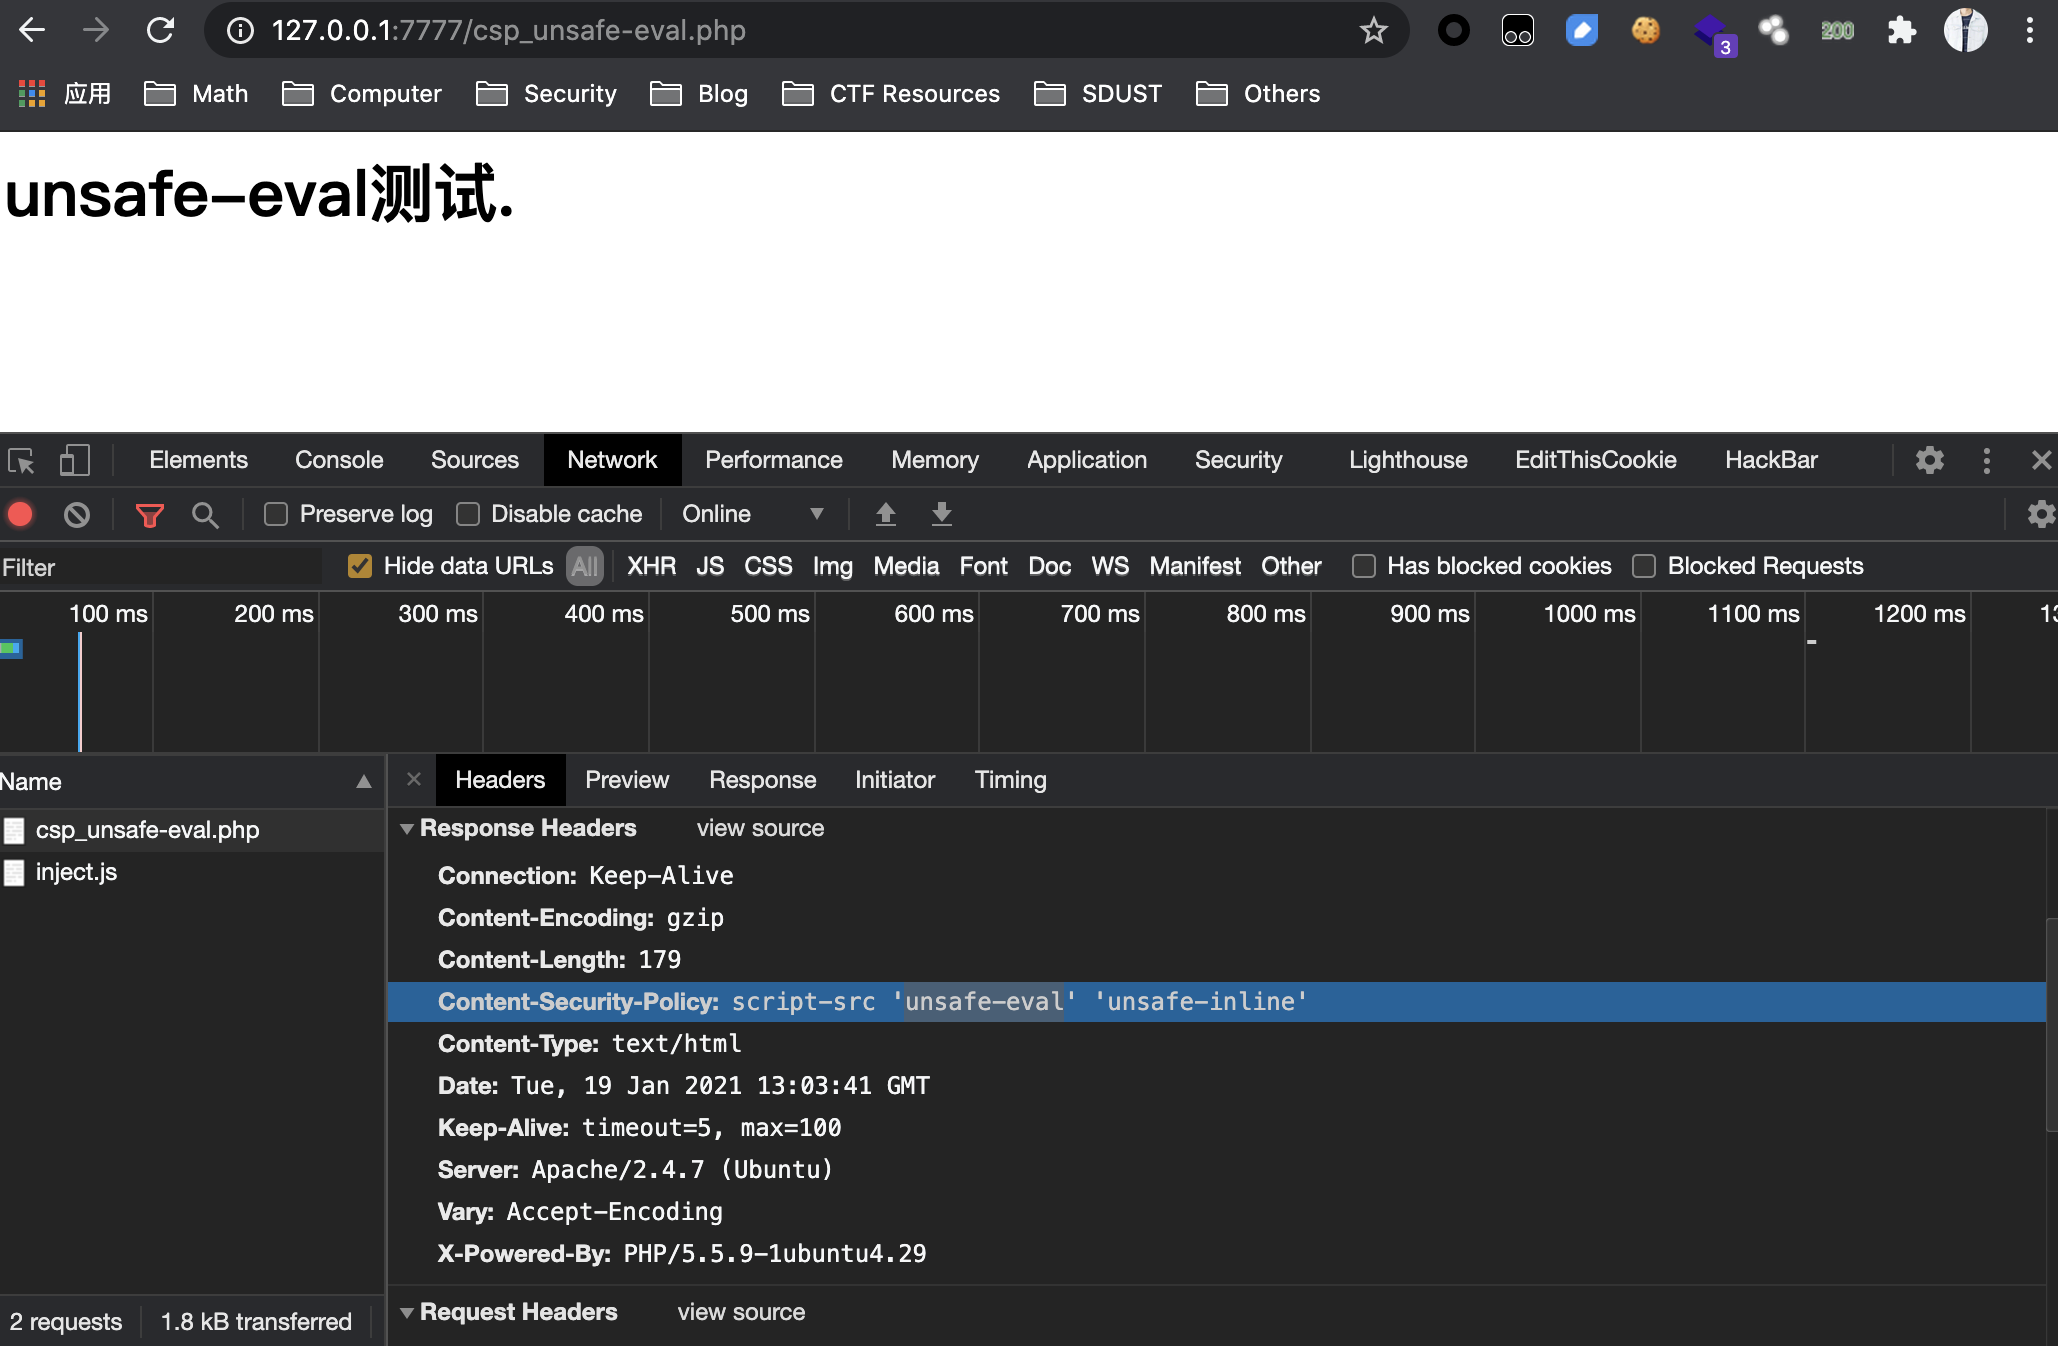 127.0.0.1:7777/csp_unsafe-eval.php
3
200
应用 Math Computer Security Blog CTF Resources SDUST Others
unsafe-eval测试.
Elements Console Sources Network Performance Memory Application Security Lighthouse EditThisCookie HackBar
Preserve log Disable cache Online
Filter Hide data URLs All XHR JS CSS Img Media Font Doc WS Manifest Other Has blocked cookies Blocked Requests
100 ms 200 ms 300 ms 400 ms 500 ms 600 ms 700 ms 800 ms 900 ms 1000 ms 1100 ms 1200 ms
Name Headers Preview Response Initiator Timing
csp_unsafe-eval.php
inject.js
Response Headers view source
Connection: Keep-Alive
Content-Encoding: gzip
Content-Length: 179
Content-Security-Policy: script-src 'unsafe-eval' 'unsafe-inline'
Content-Type: text/html
Date: Tue, 19 Jan 2021 13:03:41 GMT
Keep-Alive: timeout=5, max=100
Server: Apache/2.4.7 (Ubuntu)
Vary: Accept-Encoding
X-Powered-By: PHP/5.5.9-1ubuntu4.29
Request Headers view source
2 requests 1.8 kB transferred